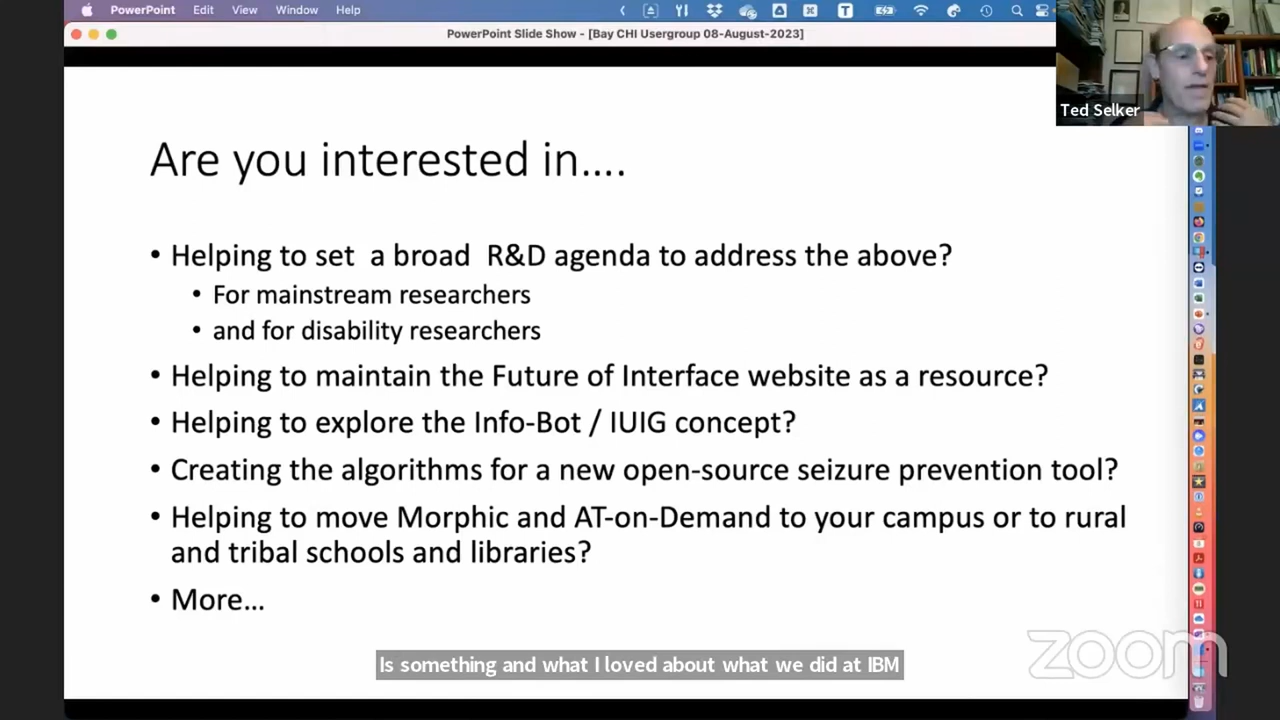 PowerPoint Edit View Window Help
PowerPoint Slide Show - [Bay CHI Usergroup 08-August-2023]
Ted Selker
Are you interested in....
• Helping to set  a broad  R&D agenda to address the above?
• For mainstream researchers
• and for disability researchers
• Helping to maintain the Future of Interface website as a resource?
• Helping to explore the Info-Bot / IUIG concept?
• Creating the algorithms for a new open-source seizure prevention tool?
• Helping to move Morphic and AT-on-Demand to your campus or to rural
and tribal schools and libraries?
• More...
Is something and what I loved about what we did at IBM
zoom